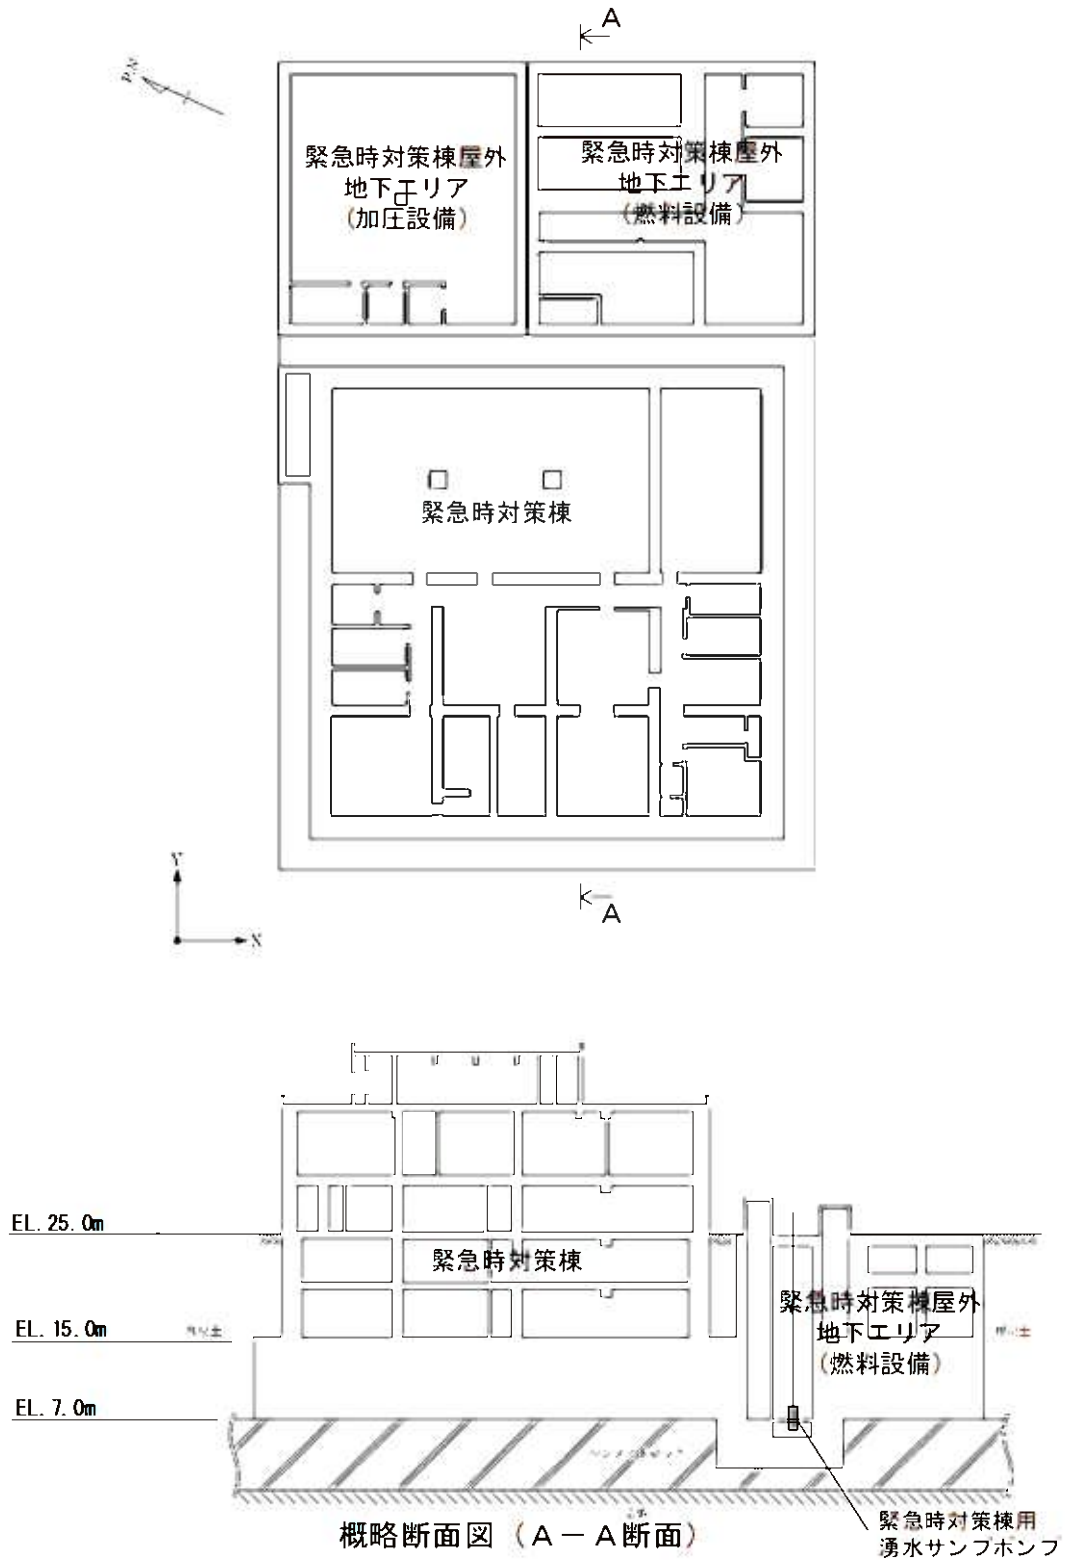 A
P.N
緊急時対策棟屋外
地下エリア
(加圧設備)
緊急時対策棟屋外
地下エリア
(燃料設備)
緊急時対策棟
A
Y
X
EL. 25. 0m
緊急時対策棟
緊急時対策棟屋外
地下エリア
(燃料設備)
EL. 15. 0m
EL. 7. 0m
概略断面図 (A-A断面)
緊急時対策棟用
湧水サンプポンプ